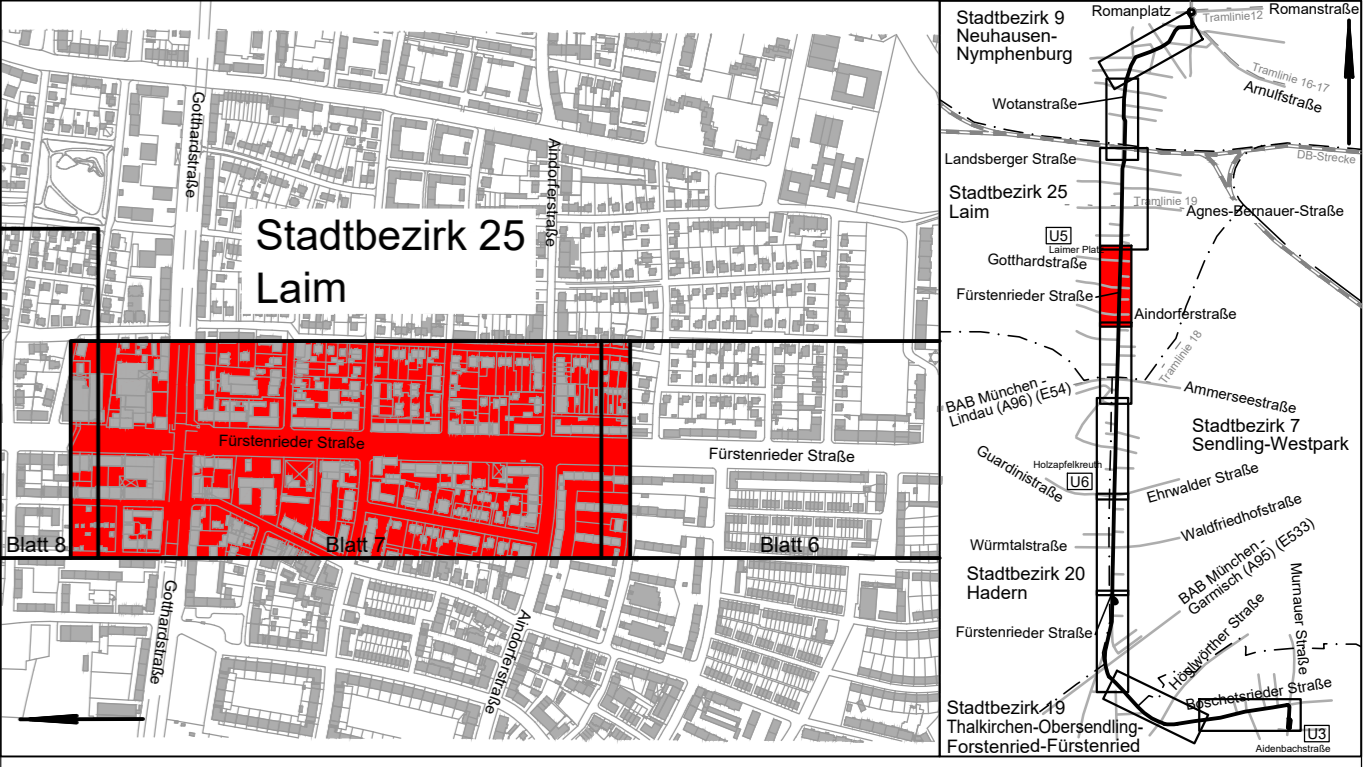 Gotthardstraße
Aindorferstraße
Stadtbezirk 25
Laim
Fürstenrieder Straße
Fürstenrieder Straße
Blatt 8
Blatt 7
Blatt 6
Gotthardstraße
Aindorferstraße
Stadtbezirk 9
Neuhausen-
Nymphenburg
Romanplatz
Romanstraße
Tramlinie12
Tramlinie 16-17
Arnulfstraße
Wotanstraße
Landsberger Straße
DB-Strecke
Stadtbezirk 25
Laim
Tramlinie 19
Agnes-Bernauer-Straße
U5
Laimer Platz
Gotthardstraße
Fürstenrieder Straße
Aindorferstraße
Tramlinie 18
BAB München -
Lindau (A96) (E54)
Ammerseestraße
Stadtbezirk 7
Sendling-Westpark
Guardinistraße
Holzapfelkreuth
U6
Ehrwalder Straße
Waldfriedhofstraße
Würmtalstraße
BAB München -
Garmisch (A95) (E533)
Stadtbezirk 20
Hadern
Murnauer Straße
Fürstenrieder Straße
Höglwörther Straße
Boschetsrieder Straße
Stadtbezirk 19
Thalkirchen-Obersendling-
Forstenried-Fürstenried
U3
Aidenbachstraße